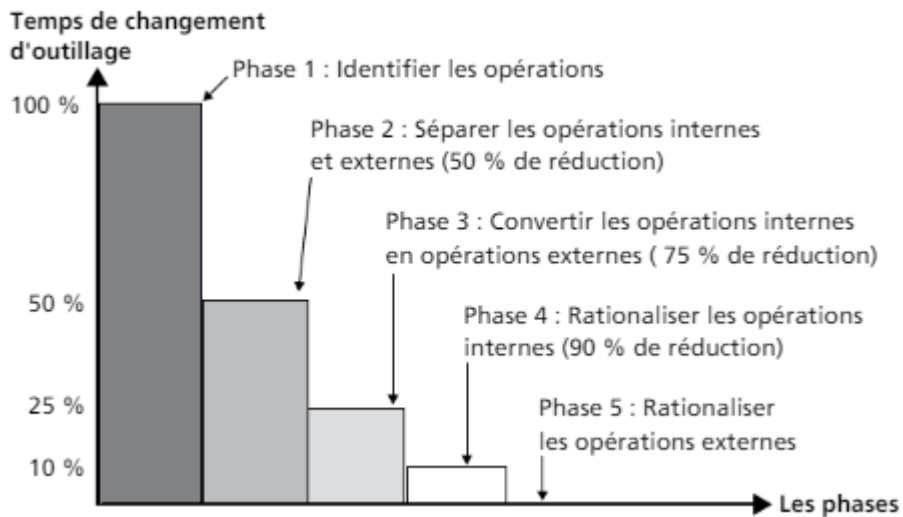 Temps de changement
d'outillage
Phase 1 : Identifier les opérations
100 %
Phase 2 : Séparer les opérations internes
et externes (50 % de réduction)
Phase 3 : Convertir les opérations internes
en opérations externes ( 75 % de réduction)
50 %
Phase 4 : Rationaliser les opérations
internes (90 % de réduction)
25 %
Phase 5 : Rationaliser
les opérations externes
10 %
Les phases